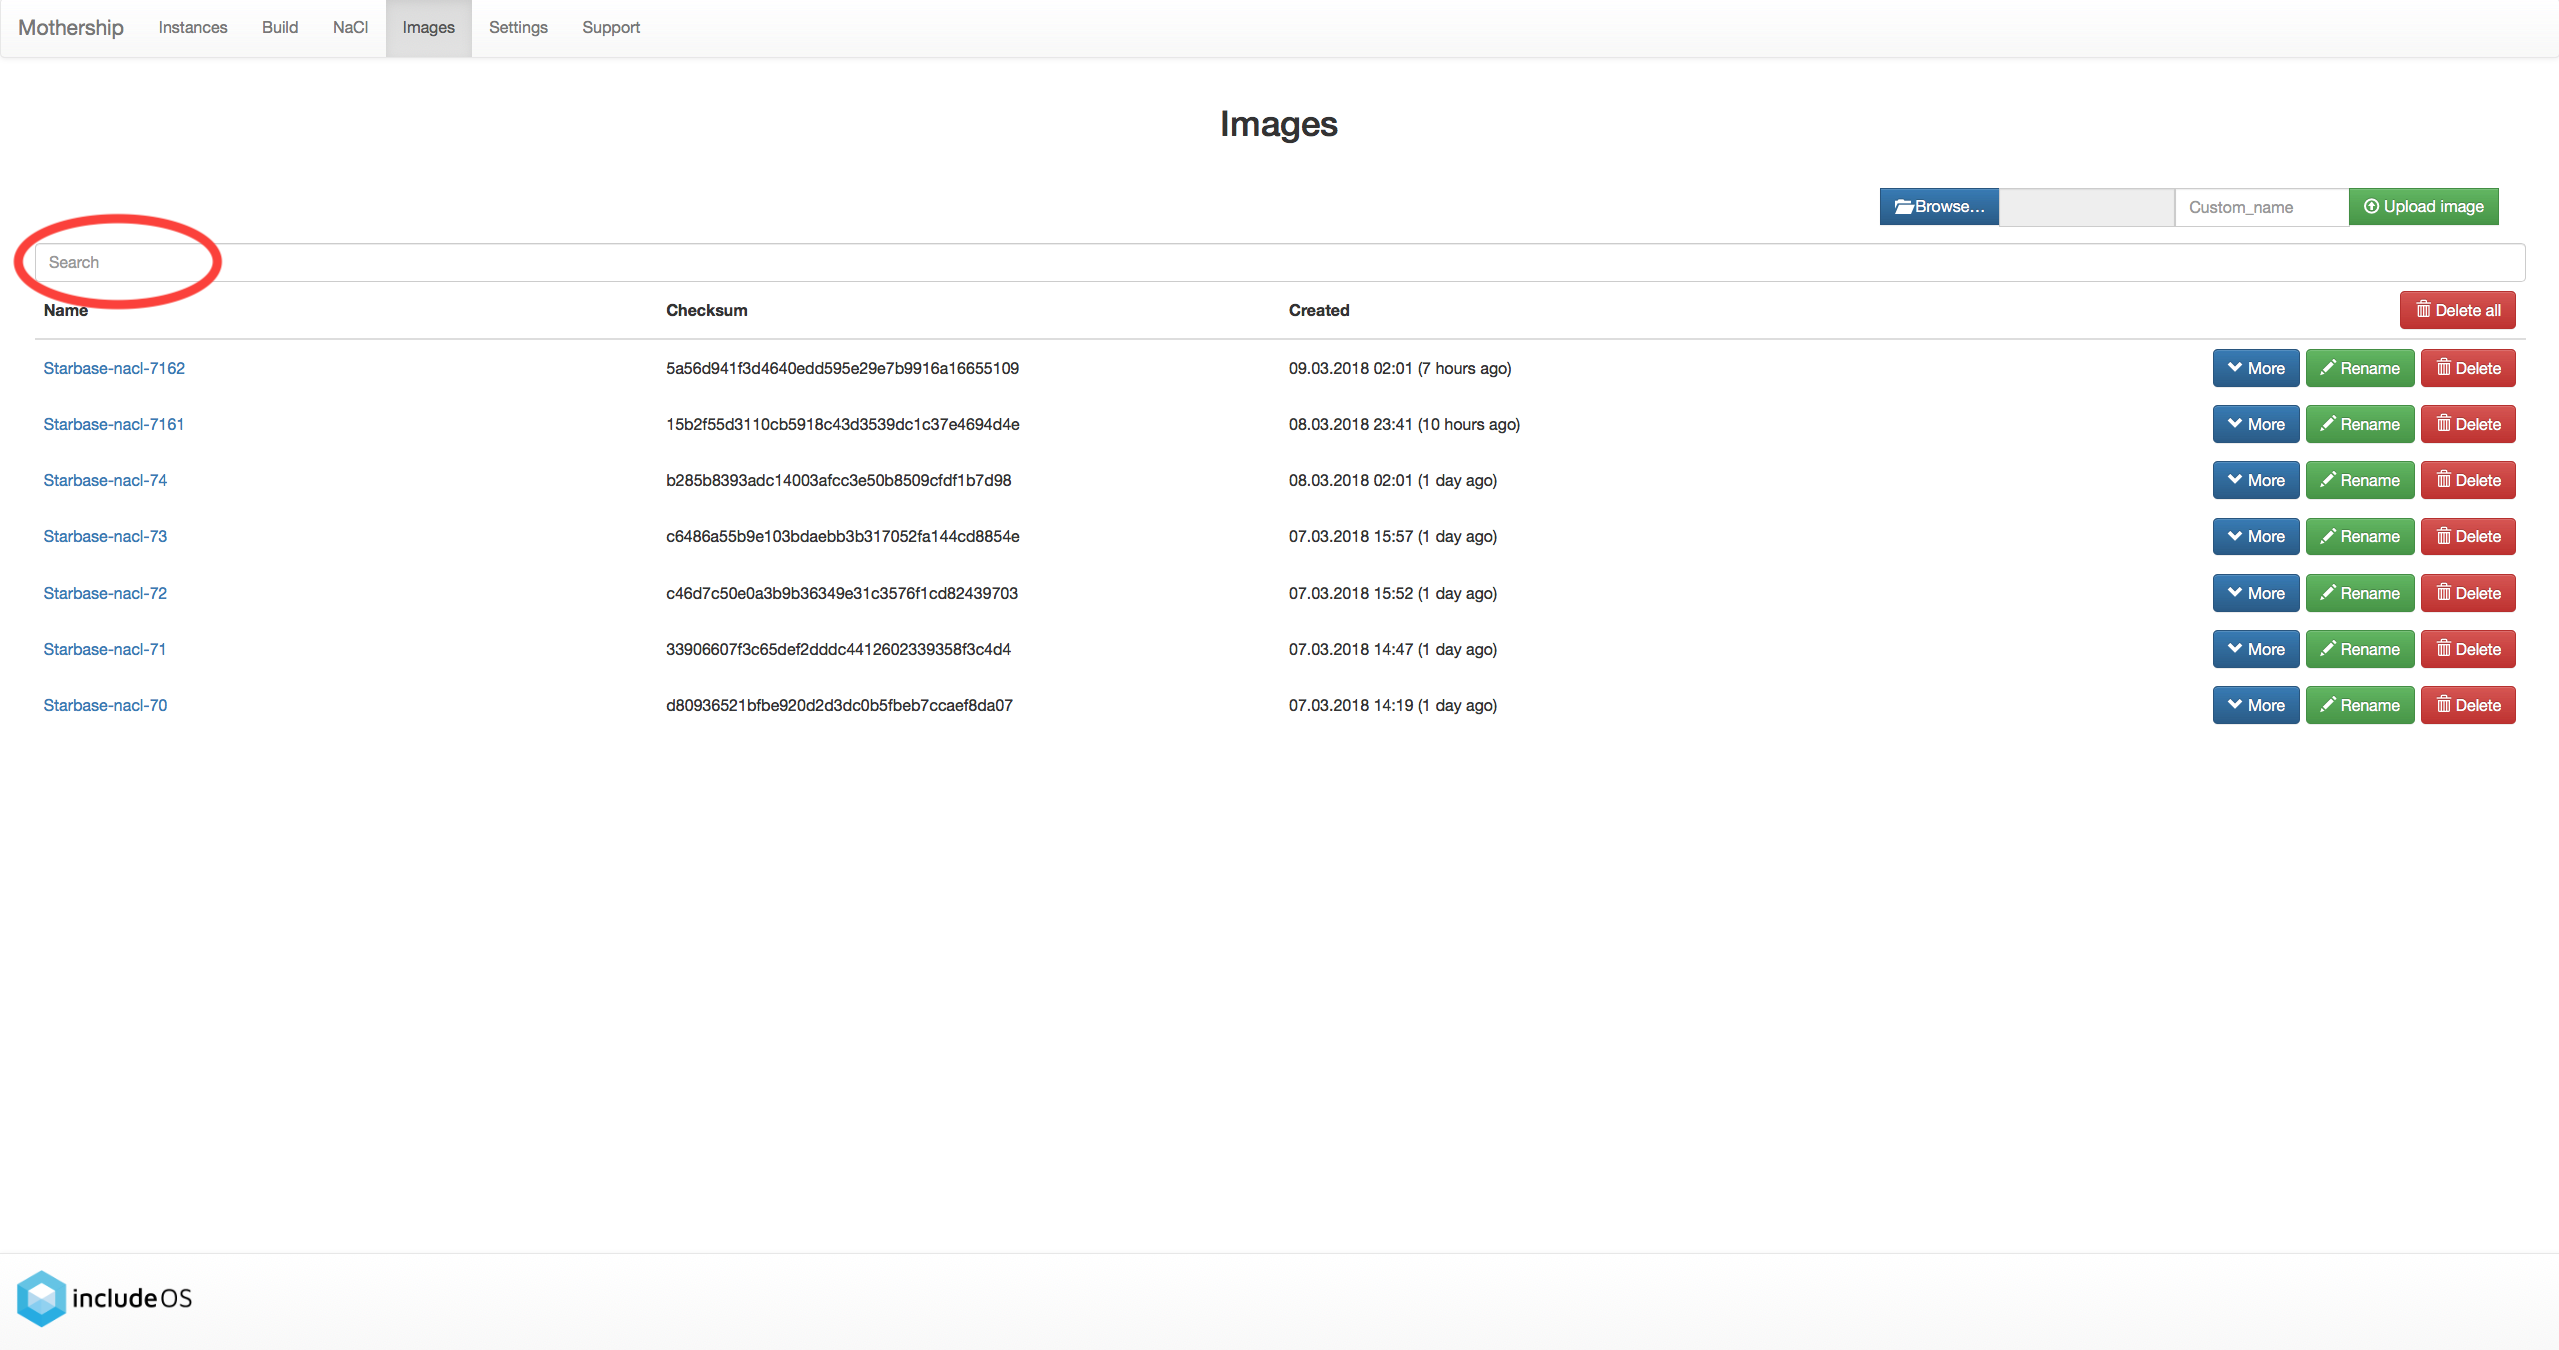 Mothership Instances Build NaCl Images Settings Support
Images
Browse... Custom_name Upload image
Search
Name Checksum Created Delete all
Starbase-nacl-7162 5a56d941f3d4640edd595e29e7b9916a16655109 09.03.2018 02:01 (7 hours ago) More Rename Delete
Starbase-nacl-7161 15b2f55d3110cb5918c43d3539dc1c37e4694d4e 08.03.2018 23:41 (10 hours ago) More Rename Delete
Starbase-nacl-74 b285b8393adc14003afcc3e50b8509cfdf1b7d98 08.03.2018 02:01 (1 day ago) More Rename Delete
Starbase-nacl-73 c6486a55b9e103bdaebb3b317052fa144cd8854e 07.03.2018 15:57 (1 day ago) More Rename Delete
Starbase-nacl-72 c46d7c50e0a3b9b36349e31c3576f1cd82439703 07.03.2018 15:52 (1 day ago) More Rename Delete
Starbase-nacl-71 33906607f3c65def2dddc4412602339358f3c4d4 07.03.2018 14:47 (1 day ago) More Rename Delete
Starbase-nacl-70 d80936521bfbe920d2d3dc0b5fbeb7ccaef8da07 07.03.2018 14:19 (1 day ago) More Rename Delete
includeOS